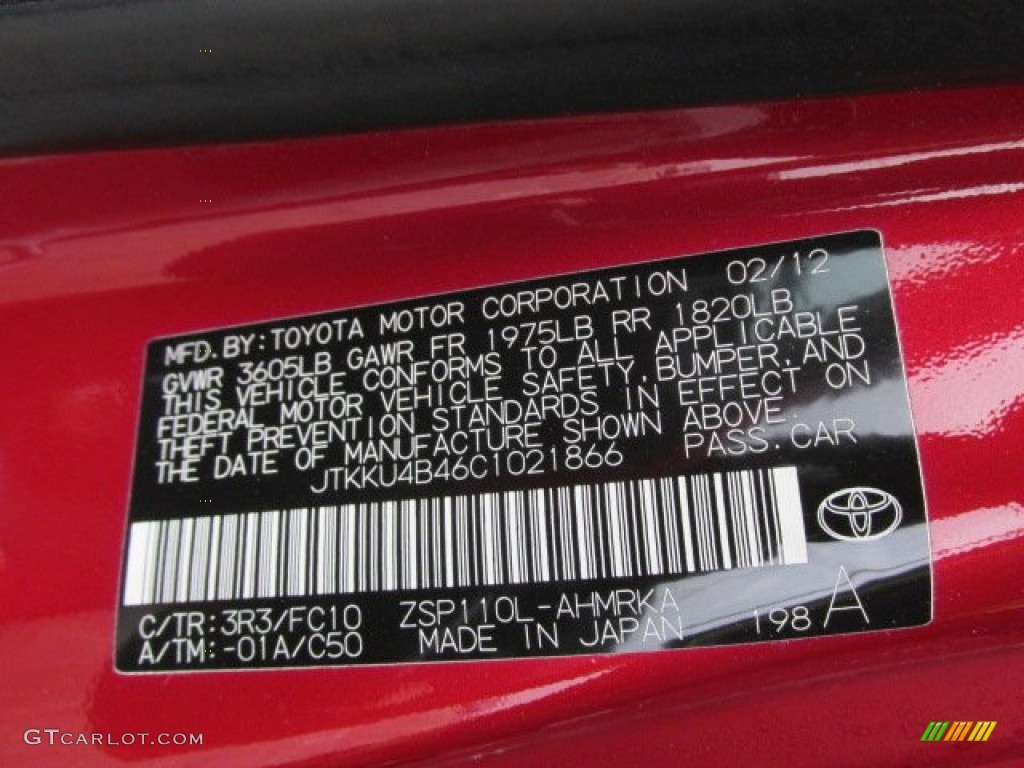 MFD. BY: TOYOTA MOTOR CORPORATION 02/12
GVWR 3605LB GAWR FR 1975LB RR 1820LB
THIS VEHICLE CONFORMS TO ALL APPLICABLE
FEDERAL MOTOR VEHICLE SAFETY, BUMPER, AND
THEFT PREVENTION STANDARDS IN EFFECT ON
THE DATE OF MANUFACTURE SHOWN ABOVE.
JTKKU4B46C1021866 PASS. CAR
C/TR: 3R3/FC10 ZSP110L-AHMRKA
A/TM: -01A/C50 MADE IN JAPAN 198 A
GTCARLOT.COM